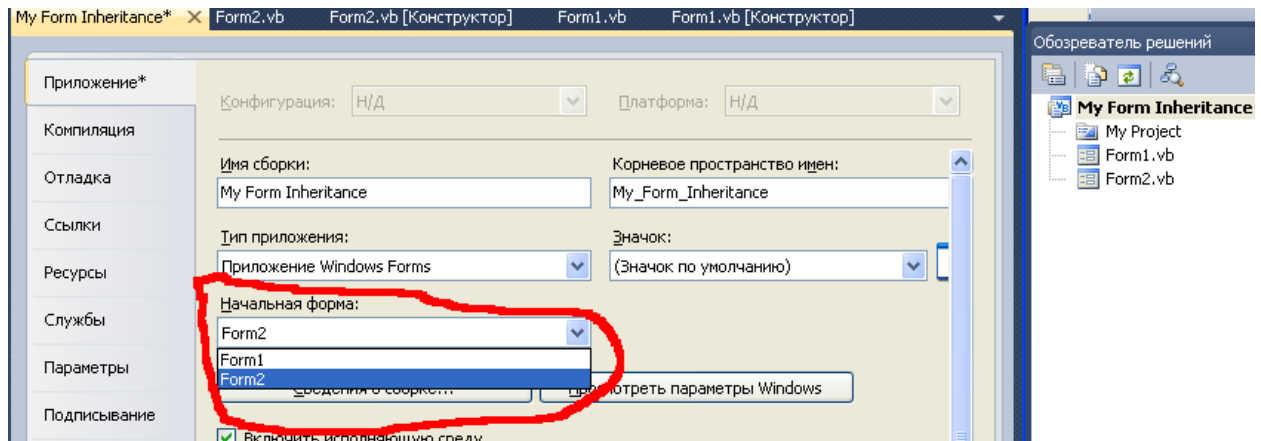 My Form Inheritance* Form2.vb Form2.vb [Конструктор] Form1.vb Form1.vb [Конструктор]
Приложение*
Компиляция
Отладка
Ссылки
Ресурсы
Службы
Параметры
Подписывание
Конфигурация: Н/Д Платформа: Н/Д
Имя сборки: Корневое пространство имен:
My Form Inheritance My_Form_Inheritance
Тип приложения: Значок:
Приложение Windows Forms (Значок по умолчанию)
Начальная форма:
Form2
Form1
Form2
Сведения о сборке... Просмотреть параметры Windows
Включить исполняющую среду
Обозреватель решений
My Form Inheritance
My Project
Form1.vb
Form2.vb